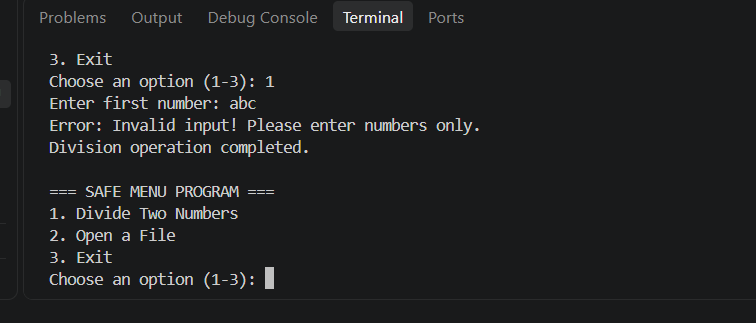 Problems Output Debug Console Terminal Ports
3. Exit
Choose an option (1-3): 1
Enter first number: abc
Error: Invalid input! Please enter numbers only.
Division operation completed.
=== SAFE MENU PROGRAM ===
1. Divide Two Numbers
2. Open a File
3. Exit
Choose an option (1-3):